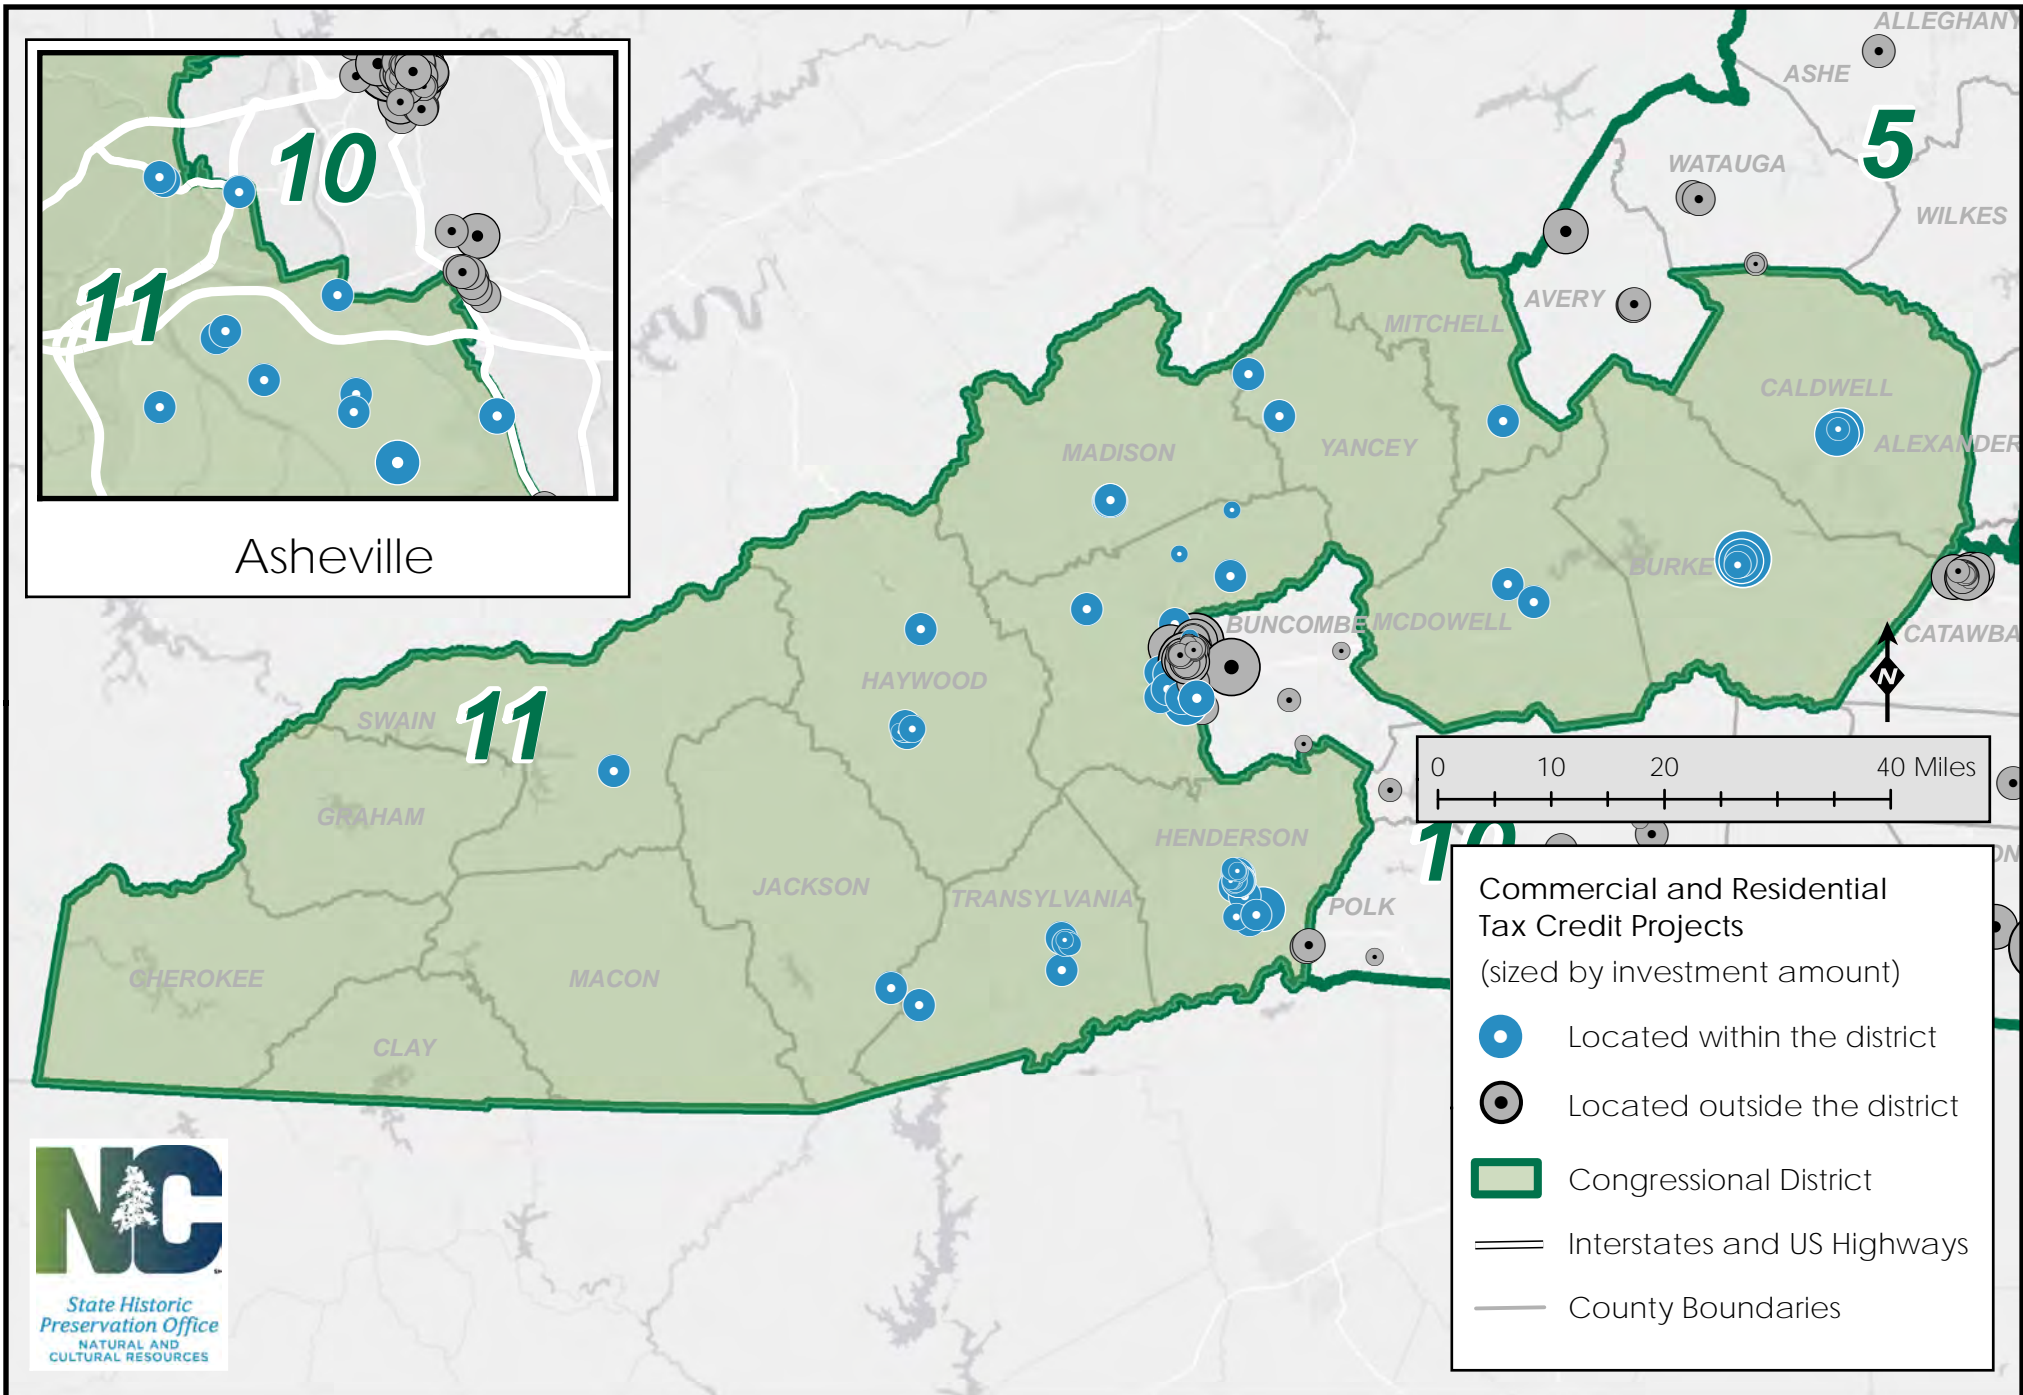 10
11
Asheville
ALLEGHANY
ASHE
5
WATAUGA
WILKES
AVERY
MITCHELL
CALDWELL
MADISON
YANCEY
ALEXANDER
BURKE
BUNCOMBE
MCDOWELL
CATAWBA
HAYWOOD
N
SWAIN
11
0 10 20 40 Miles
GRAHAM
HENDERSON
10
JACKSON
TRANSYLVANIA
POLK
CHEROKEE
MACON
CLAY
Commercial and Residential
Tax Credit Projects
(sized by investment amount)
Located within the district
Located outside the district
Congressional District
Interstates and US Highways
County Boundaries
NC
State Historic
Preservation Office
NATURAL AND
CULTURAL RESOURCES